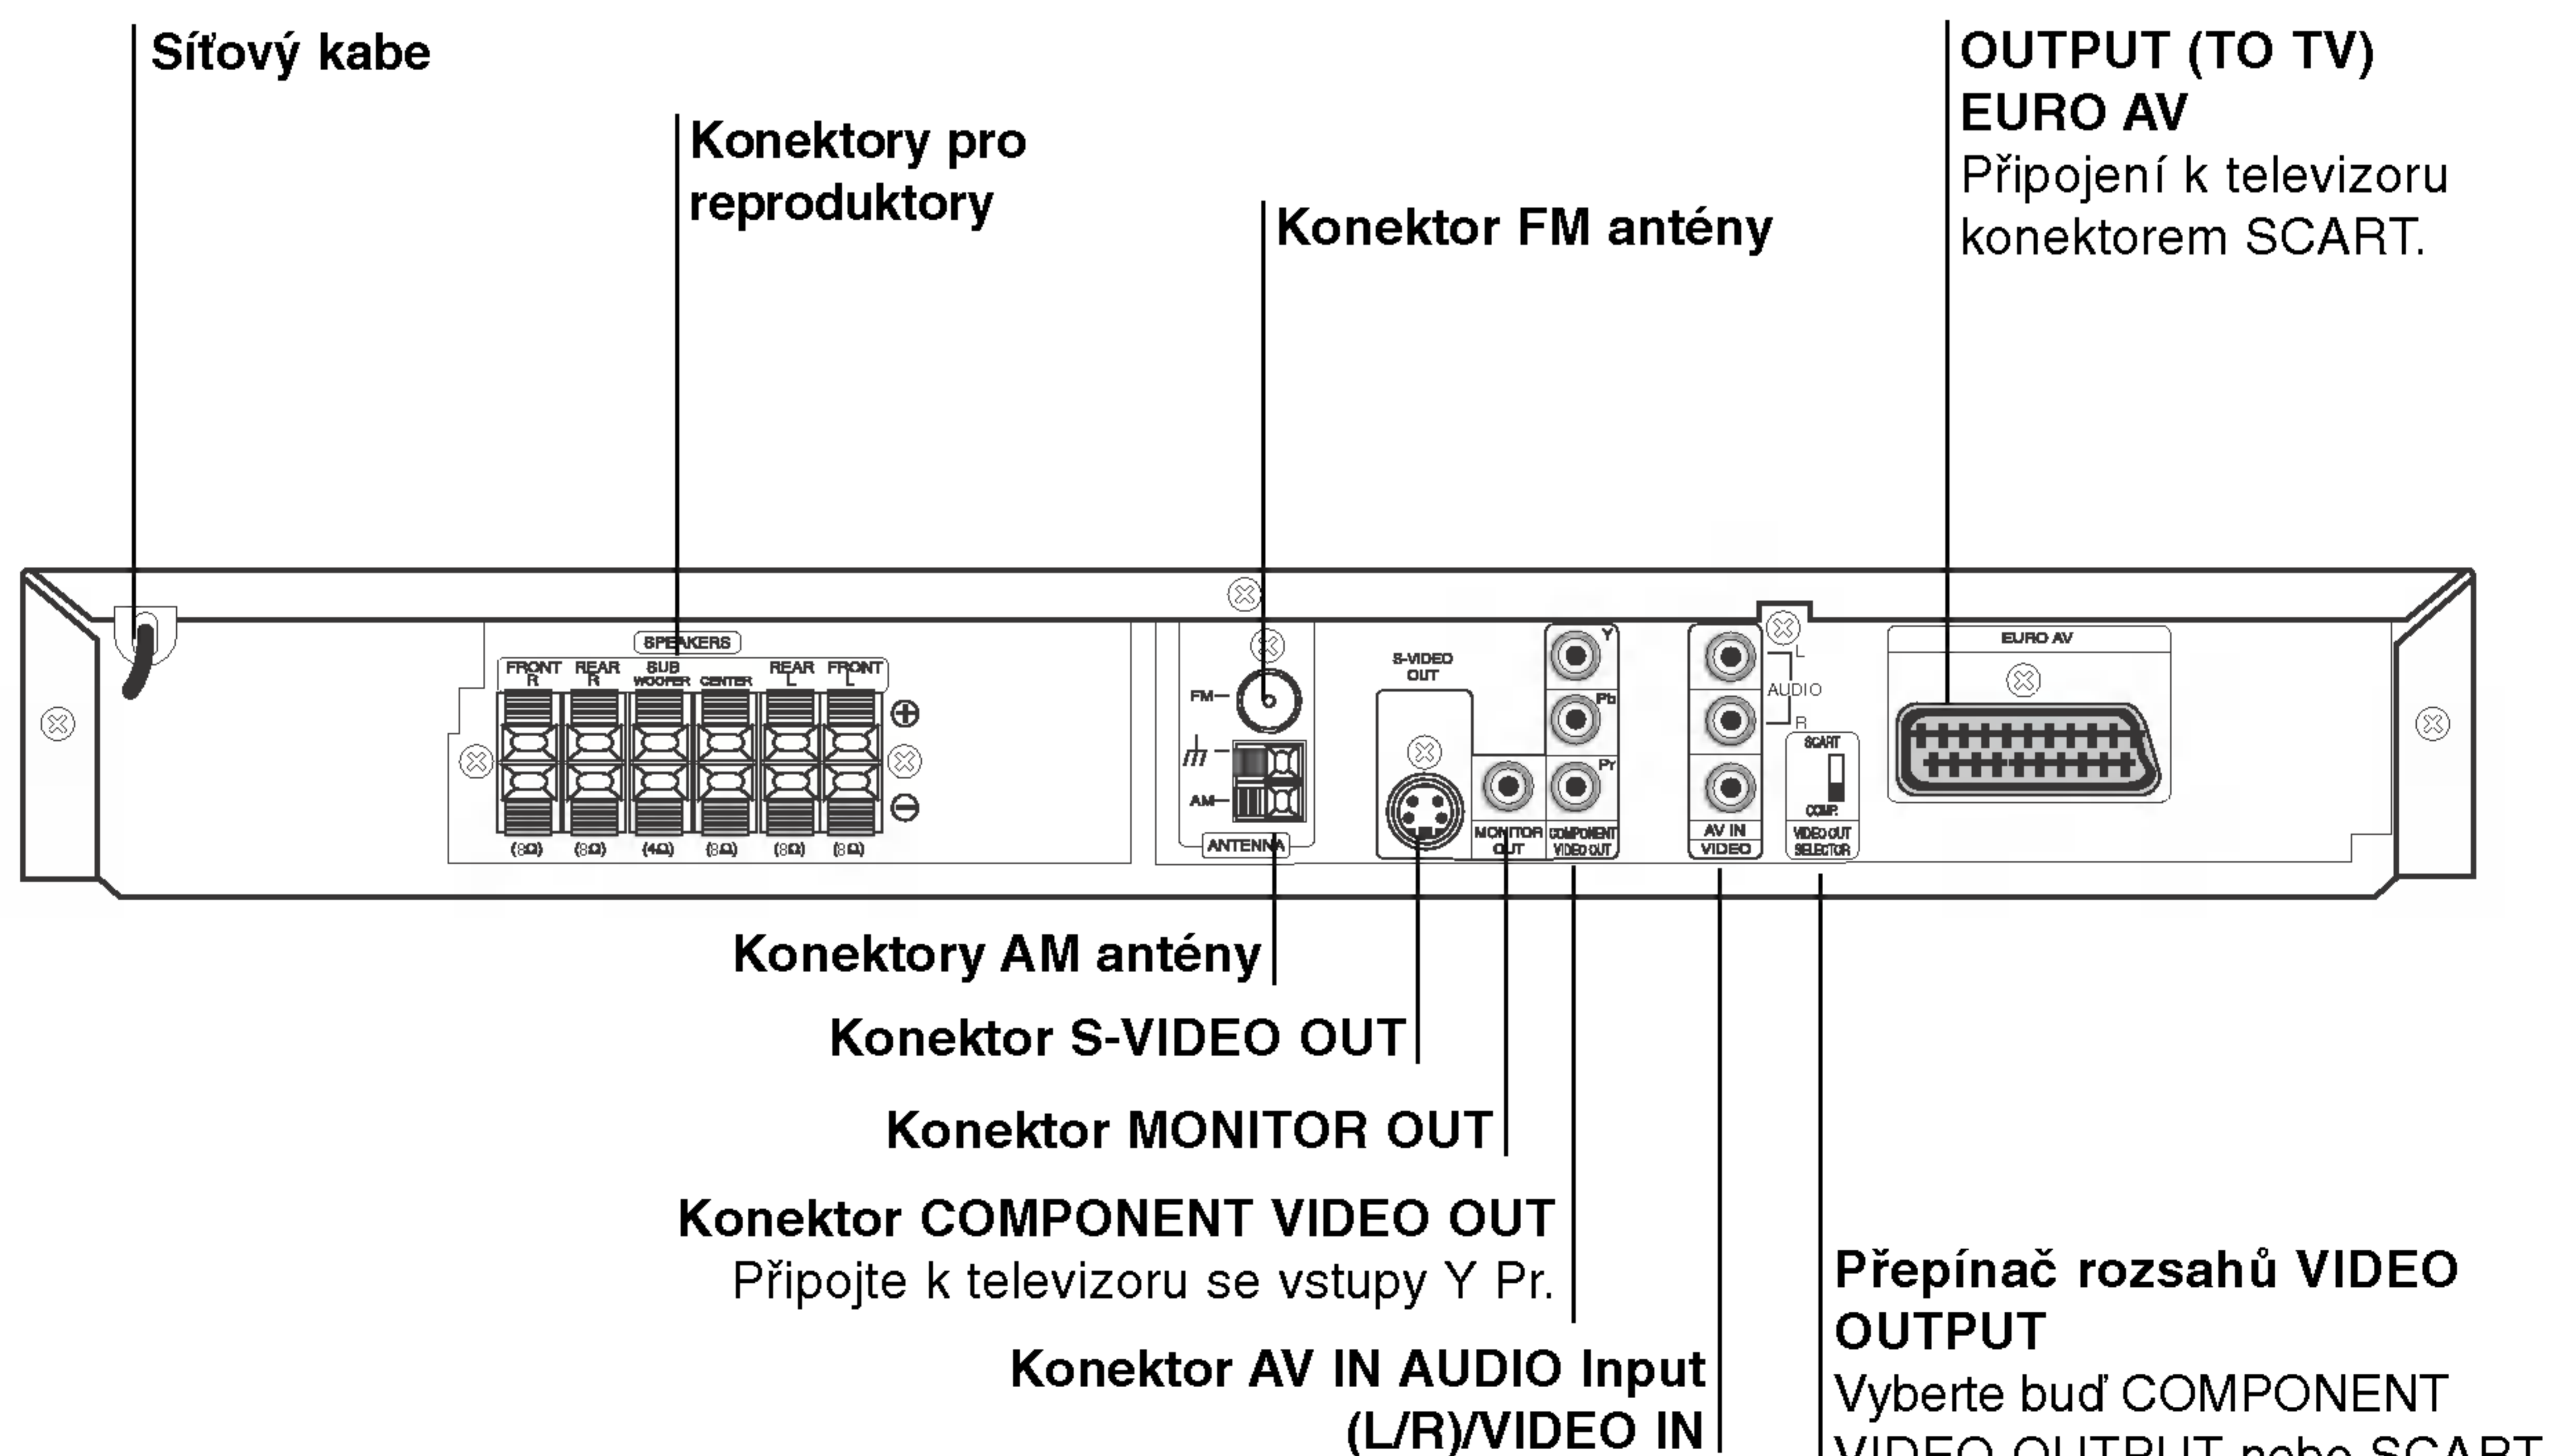 Síťový kabe
Konektory pro
reproduktory
Konektor FM antény
OUTPUT (TO TV)
EURO AV
Připojení k televizoru
konektorem SCART.
SPEAKERS
FRONT R
REAR R
SUB WOOFER
CENTER
REAR L
FRONT L
(8Ω) (8Ω) (4Ω) (8Ω) (8Ω) (8Ω)
FM
AM
ANTENNA
S-VIDEO
OUT
MONITOR
OUT
Y
Pb
Pr
COMPONENT
VIDEO OUT
L
AUDIO
R
AV IN
VIDEO
SCART
COMP.
VIDEO OUT
SELECTOR
EURO AV
Konektory AM antény
Konektor S-VIDEO OUT
Konektor MONITOR OUT
Konektor COMPONENT VIDEO OUT
Připojte k televizoru se vstupy Y Pr.
Konektor AV IN AUDIO Input
(L/R)/VIDEO IN
Přepínač rozsahů VIDEO
OUTPUT
Vyberte buď COMPONENT
VIDEO OUTPUT nebo SCART